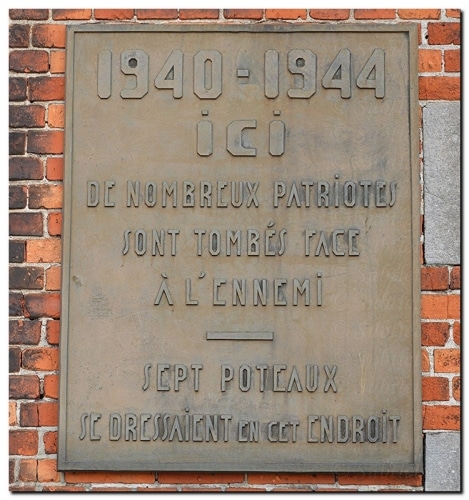 1940-1944
ici
DE NOMBREUX PATRiOTES
SONT TOMBÉS FACE
À L'ENNEMi
SEPT POTEAUX
SE DRESSAiENT EN CET ENDROiT